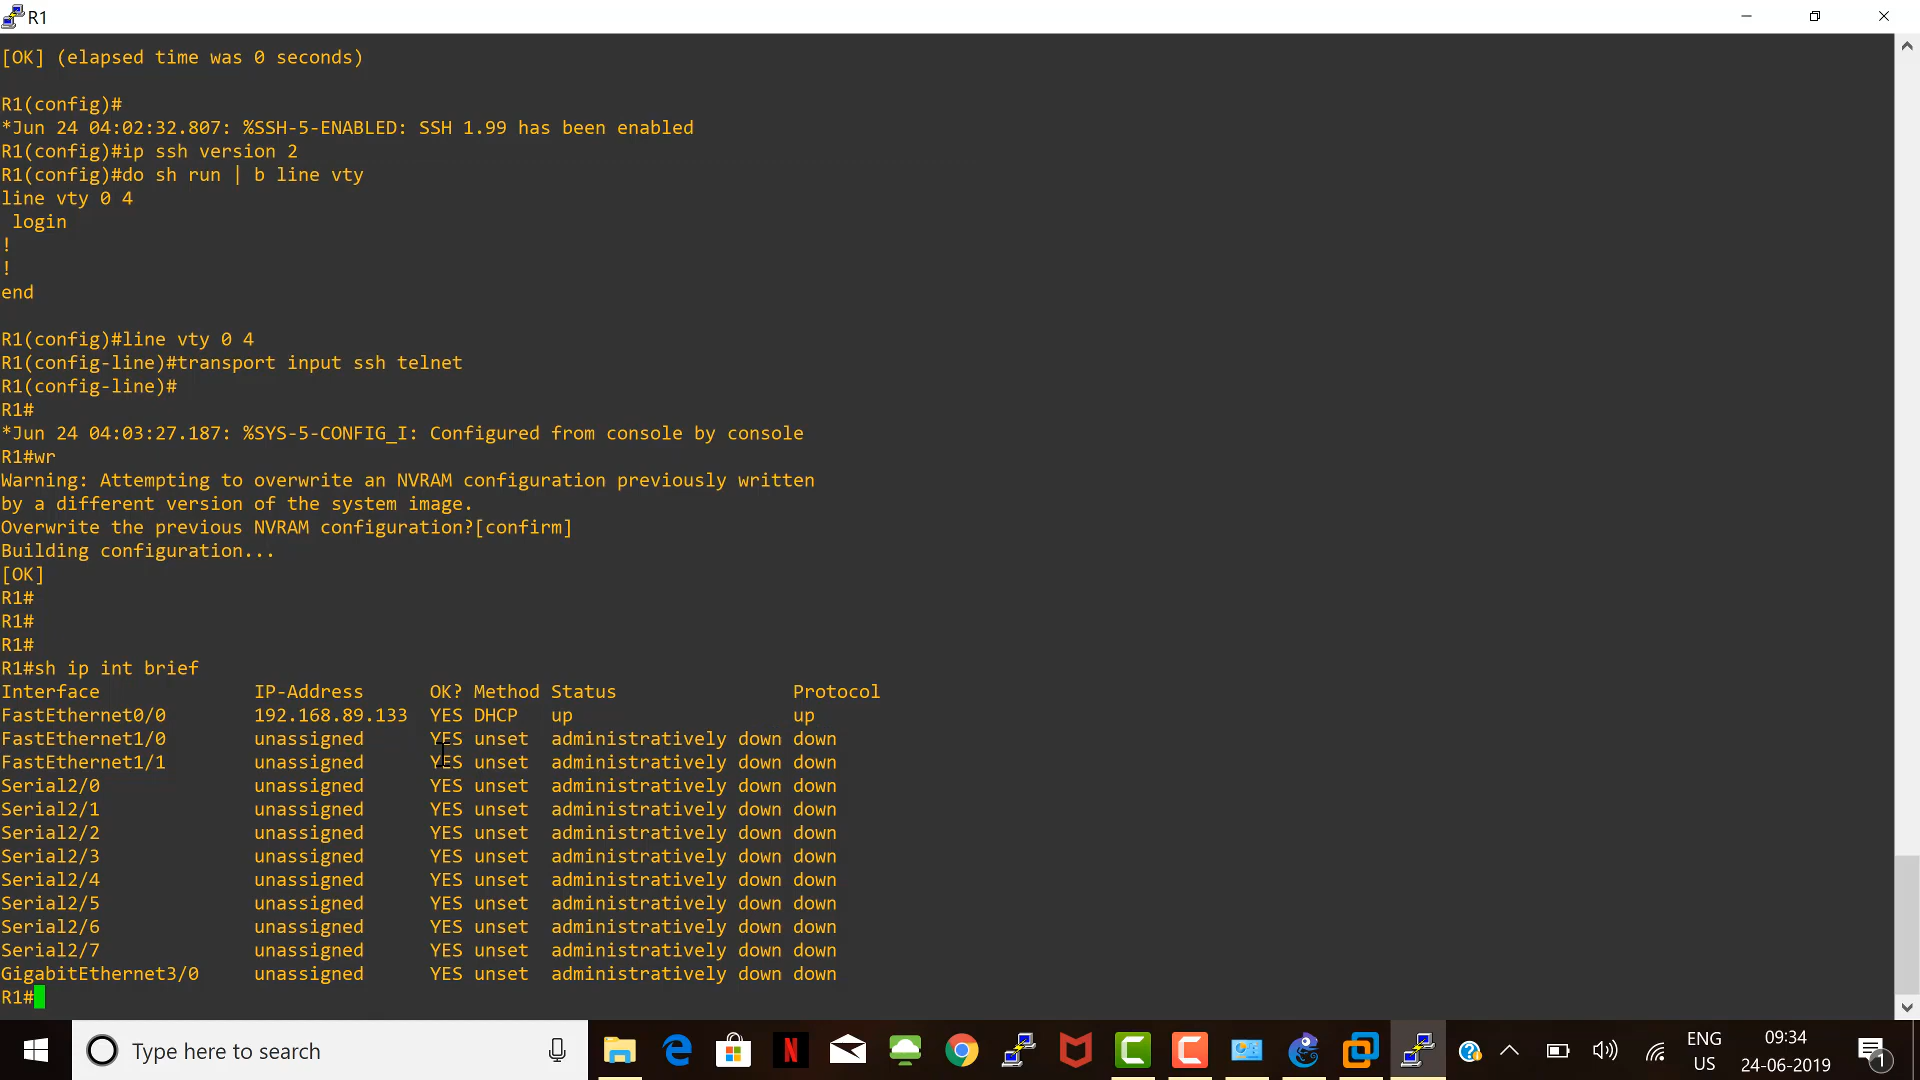 R1
[OK] (elapsed time was 0 seconds)
R1(config)#
*Jun 24 04:02:32.807: %SSH-5-ENABLED: SSH 1.99 has been enabled
R1(config)#ip ssh version 2
R1(config)#do sh run | b line vty
line vty 0 4
 login
!
!
end
R1(config)#line vty 0 4
R1(config-line)#transport input ssh telnet
R1(config-line)#
R1#
*Jun 24 04:03:27.187: %SYS-5-CONFIG_I: Configured from console by console
R1#wr
Warning: Attempting to overwrite an NVRAM configuration previously written
by a different version of the system image.
Overwrite the previous NVRAM configuration?[confirm]
Building configuration...
[OK]
R1#
R1#
R1#
R1#sh ip int brief
Interface IP-Address OK? Method Status Protocol
FastEthernet0/0 192.168.89.133 YES DHCP up up
FastEthernet1/0 unassigned YES unset administratively down down
FastEthernet1/1 unassigned YES unset administratively down down
Serial2/0 unassigned YES unset administratively down down
Serial2/1 unassigned YES unset administratively down down
Serial2/2 unassigned YES unset administratively down down
Serial2/3 unassigned YES unset administratively down down
Serial2/4 unassigned YES unset administratively down down
Serial2/5 unassigned YES unset administratively down down
Serial2/6 unassigned YES unset administratively down down
Serial2/7 unassigned YES unset administratively down down
GigabitEthernet3/0 unassigned YES unset administratively down down
R1#
Type here to search
ENG
US
09:34
24-06-2019
1